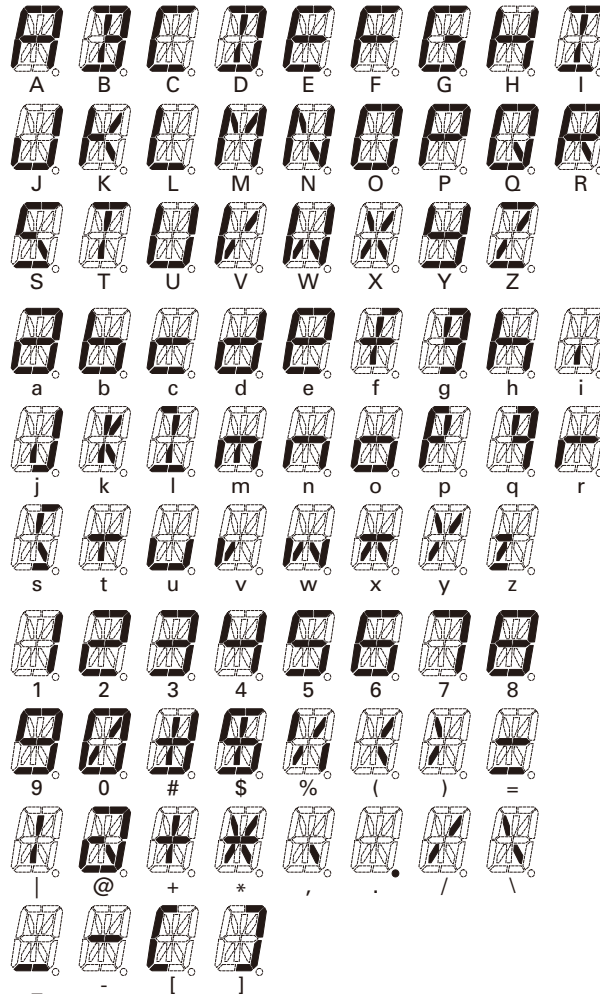 A B C D E F G H I
J K L M N O P Q R
S T U V W X Y Z
a b c d e f g h i
j k l m n o p q r
s t u v w x y z
1 2 3 4 5 6 7 8
9 0 # $ % ( ) =
| @ + * , . / \
_ - [ ]